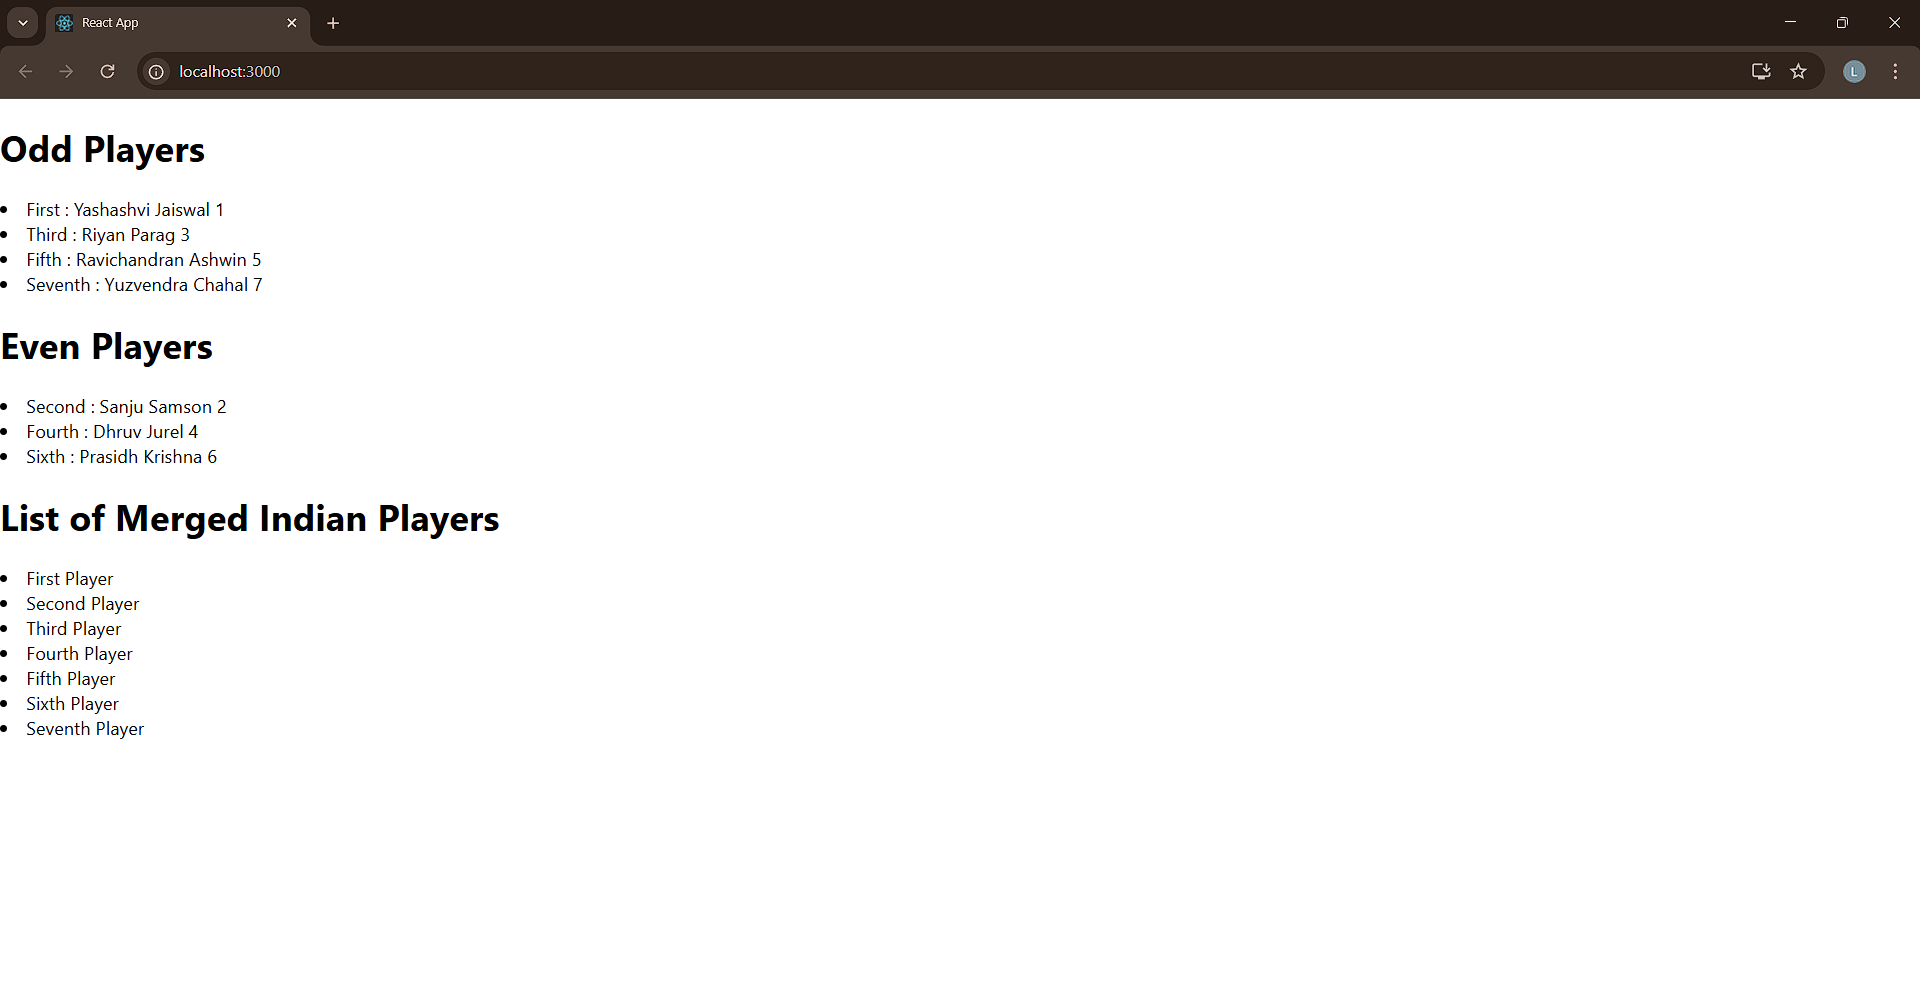 React App
localhost:3000
L
Odd Players
First : Yashashvi Jaiswal 1
Third : Riyan Parag 3
Fifth : Ravichandran Ashwin 5
Seventh : Yuzvendra Chahal 7
Even Players
Second : Sanju Samson 2
Fourth : Dhruv Jurel 4
Sixth : Prasidh Krishna 6
List of Merged Indian Players
First Player
Second Player
Third Player
Fourth Player
Fifth Player
Sixth Player
Seventh Player